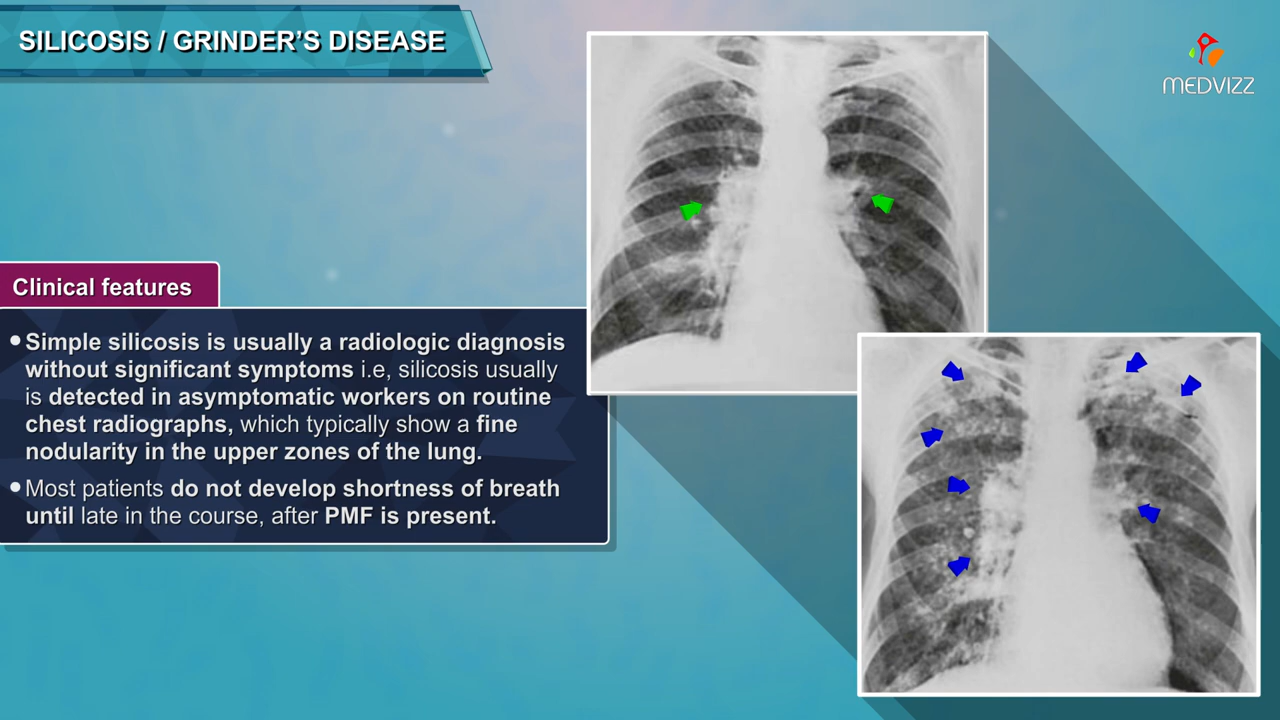 SILICOSIS / GRINDER'S DISEASE
MEDVIZZ
Clinical features
• Simple silicosis is usually a radiologic diagnosis
without significant symptoms i.e, silicosis usually
is detected in asymptomatic workers on routine
chest radiographs, which typically show a fine
nodularity in the upper zones of the lung.
• Most patients do not develop shortness of breath
until late in the course, after PMF is present.